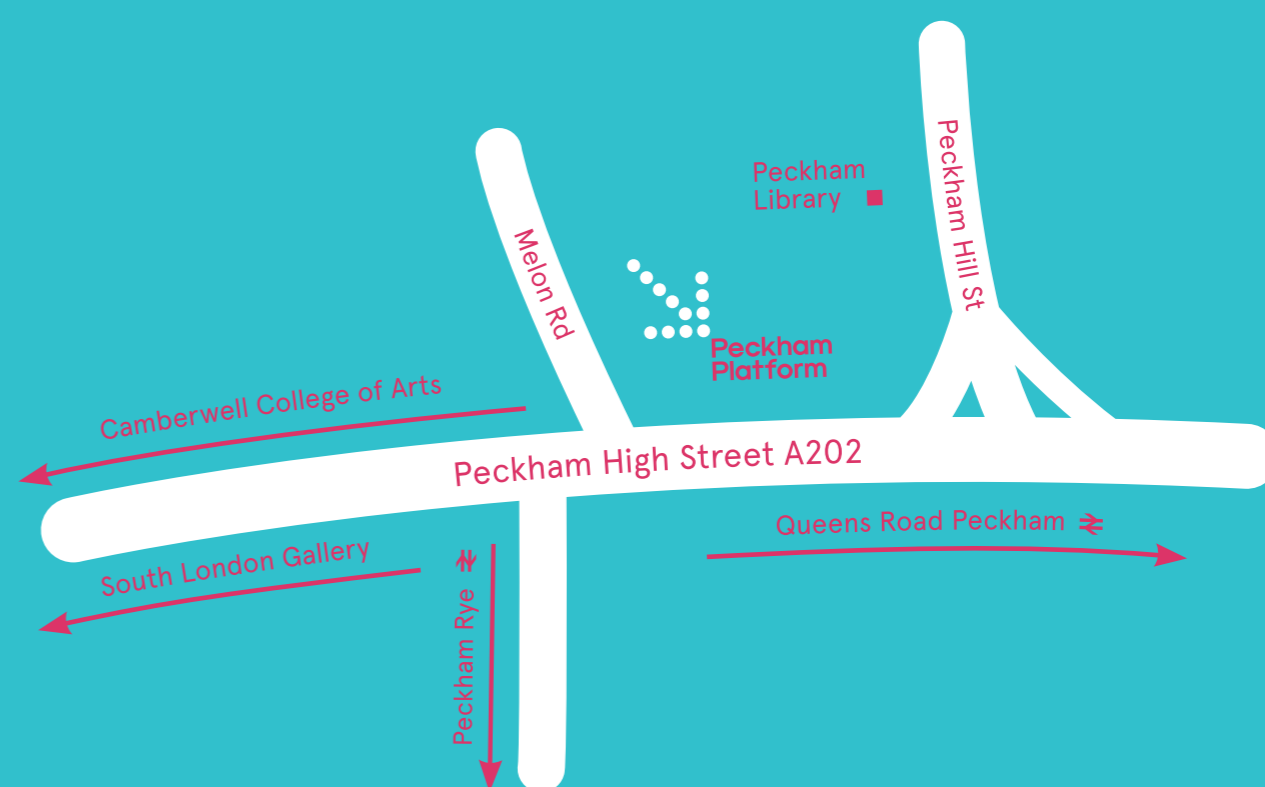 Peckham Hill St
Peckham
Library
Melon Rd
Peckham
Platform
Camberwell College of Arts
Peckham High Street A202
Queens Road Peckham
South London Gallery
Peckham Rye